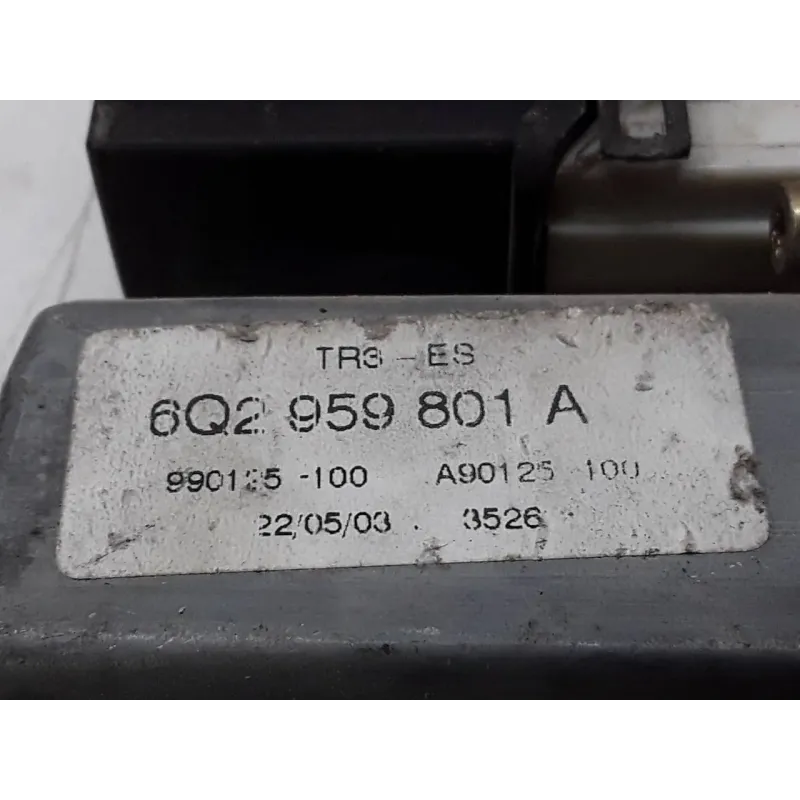 TR3 - ES
6Q2 959 801 A
990125 -100 A90125 100
22/05/03 . 3526